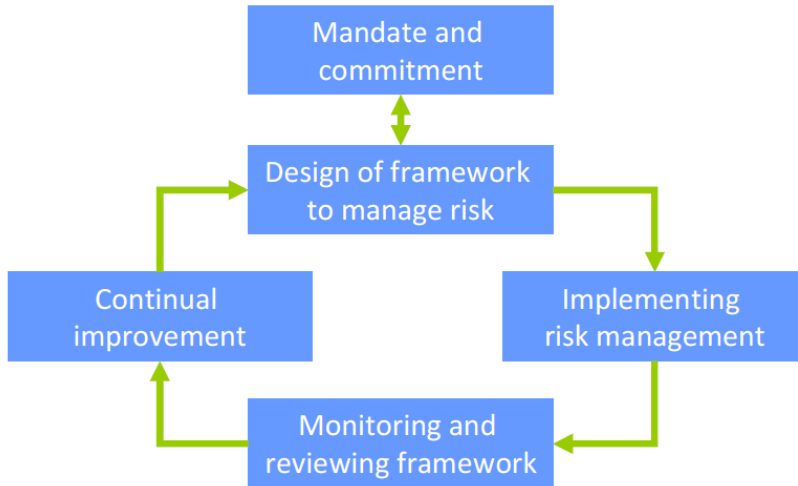 Mandate and
commitment
Design of framework
to manage risk
Continual
improvement
Implementing
risk management
Monitoring and
reviewing framework